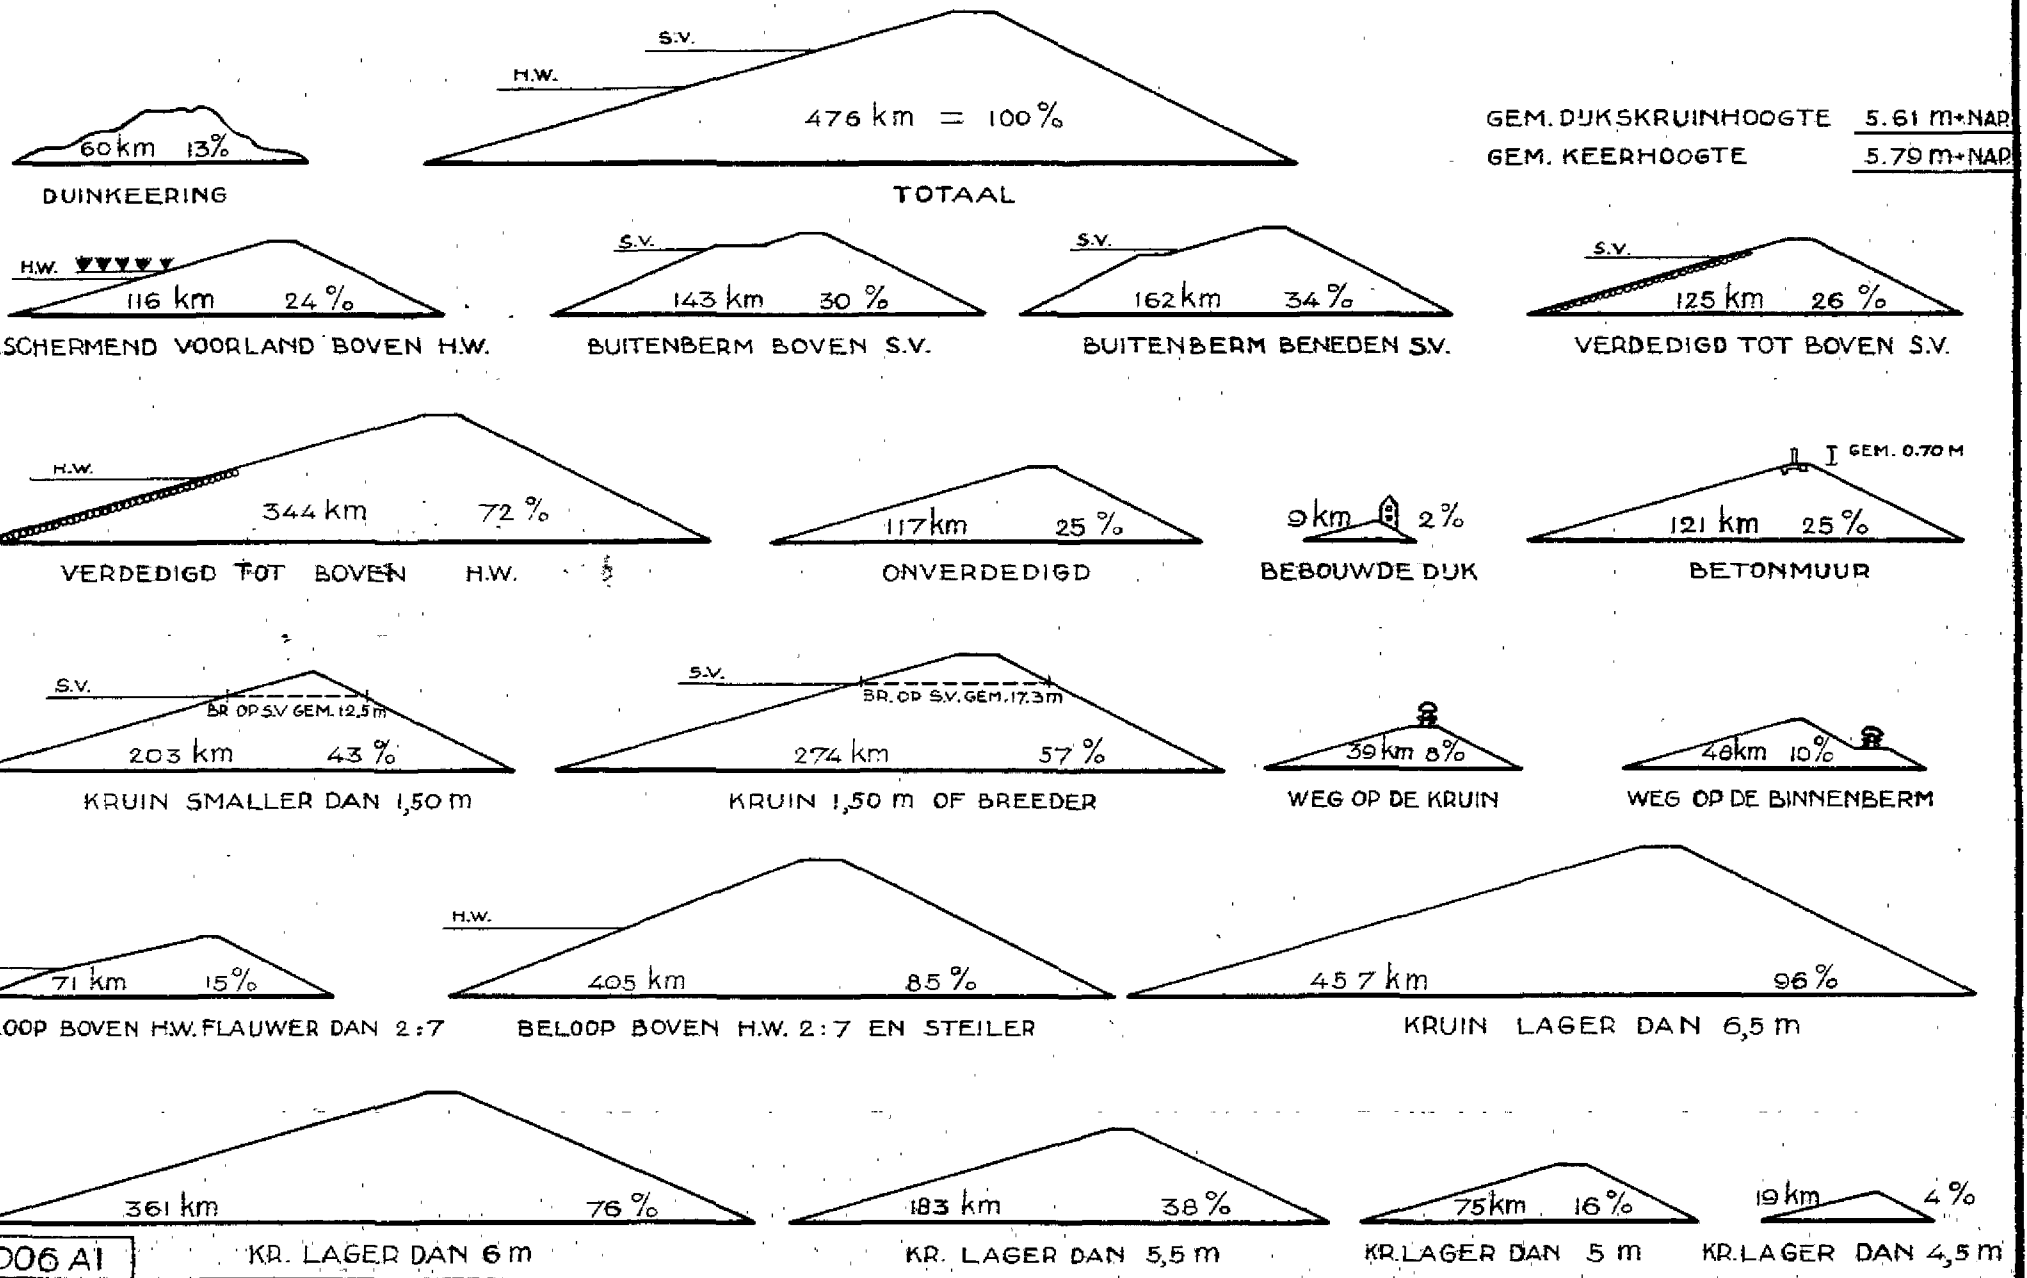 S.V.
H.W.
476 km = 100%
TOTAAL
60 km 13%
DUINKEERING
GEM. DIJKSKRUINHOOGTE 5.61 m+NAP
GEM. KEERHOOGTE 5.79 m+NAP
H.W.
116 km 24%
SCHERMEND VOORLAND BOVEN H.W.
S.V.
143 km 30%
BUITENBERM BOVEN S.V.
S.V.
162 km 34%
BUITENBERM BENEDEN S.V.
S.V.
125 km 26%
VERDEDIGD TOT BOVEN S.V.
H.W.
344 km 72%
VERDEDIGD TOT BOVEN H.W.
117 km 25%
ONVERDEDIGD
9 km 2%
BEBOUWDE DIJK
GEM. 0.70 M
121 km 25%
BETONMUUR
S.V.
BR OP S.V GEM. 12,5 m
203 km 43%
KRUIN SMALLER DAN 1,50 m
S.V.
BR. OP S.V. GEM. 17.3 m
274 km 57%
KRUIN 1,50 m OF BREEDER
39 km 8%
WEG OP DE KRUIN
48 km 10%
WEG OP DE BINNENBERM
71 km 15%
LOOP BOVEN H.W. FLAUWER DAN 2:7
H.W.
405 km 85%
BELOOP BOVEN H.W. 2:7 EN STEILER
457 km 96%
KRUIN LAGER DAN 6,5 m
361 km 76%
KR. LAGER DAN 6 m
183 km 38%
KR. LAGER DAN 5,5 m
75 km 16%
KR. LAGER DAN 5 m
19 km 4%
KR. LAGER DAN 4,5 m
006 A1